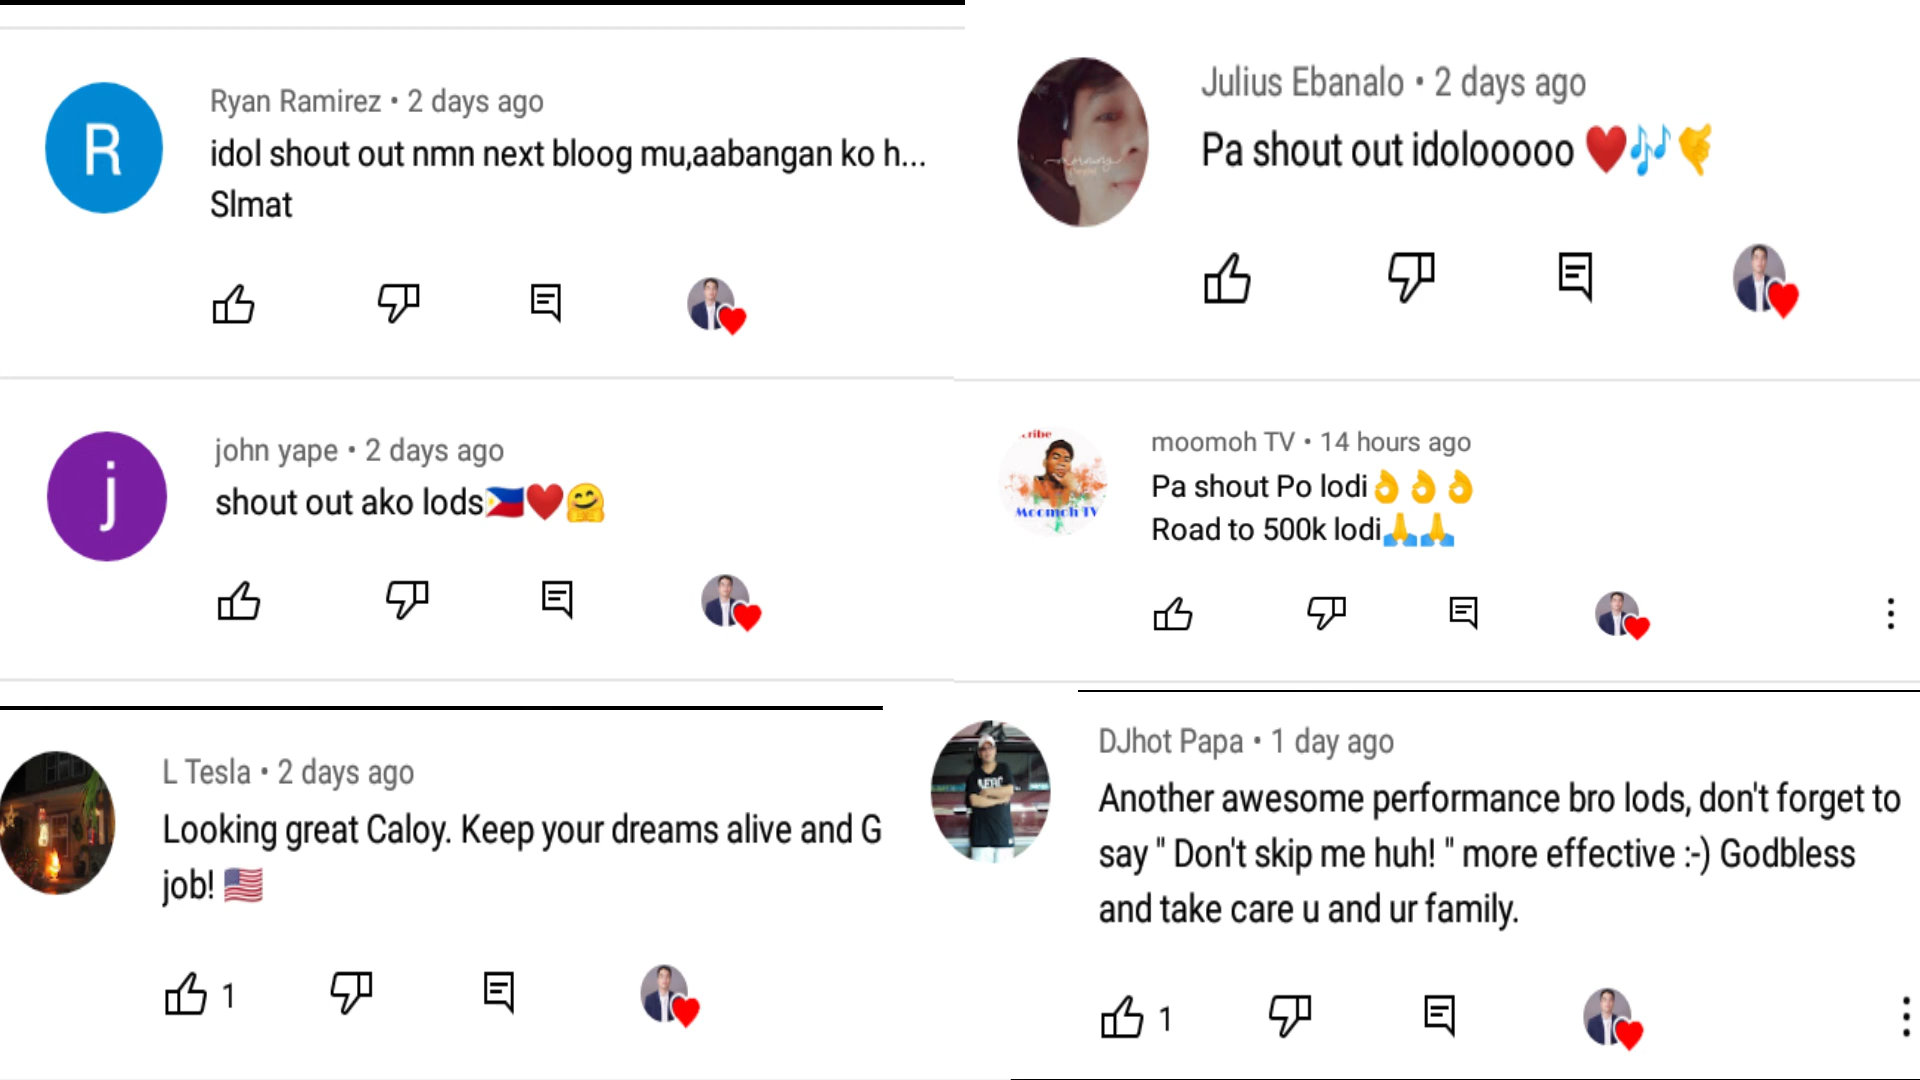 R
Ryan Ramirez • 2 days ago
idol shout out nmn next bloog mu,aabangan ko h...
Slmat
Julius Ebanalo • 2 days ago
Pa shout out idolooooo ❤️🎶🤙
j
john yape • 2 days ago
shout out ako lods🇵🇭❤️🤗
Moomoh TV
moomoh TV • 14 hours ago
Pa shout Po lodi👌👌👌
Road to 500k lodi🙏🙏
L Tesla • 2 days ago
Looking great Caloy. Keep your dreams alive and G
job! 🇺🇸
1
DJhot Papa • 1 day ago
Another awesome performance bro lods, don't forget to
say " Don't skip me huh! " more effective :-) Godbless
and take care u and ur family.
1